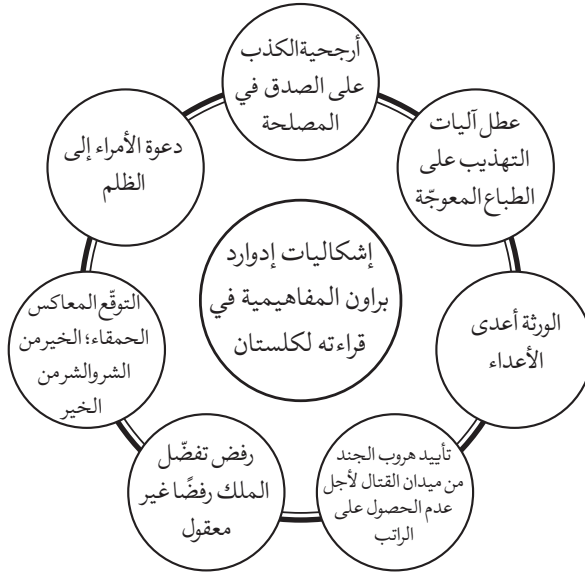 أرجحية الكذب
على الصدق في
المصلحة
عطل آليات
التهذيب على
الطباع المعوجّة
الورثة أعدى
الأعداء
تأييد هروب الجند
من ميدان القتال لأجل
عدم الحصول على
الراتب
رفض تفضّل
الملك رفضًا غير
معقول
التوقّع المعاكس
الحمقاء؛ الخير من
الشر والشر من
الخير
دعوة الأمراء إلى
الظلم
إشكاليات إدوارد
براون المفاهيمية في
قراءته لكلستان